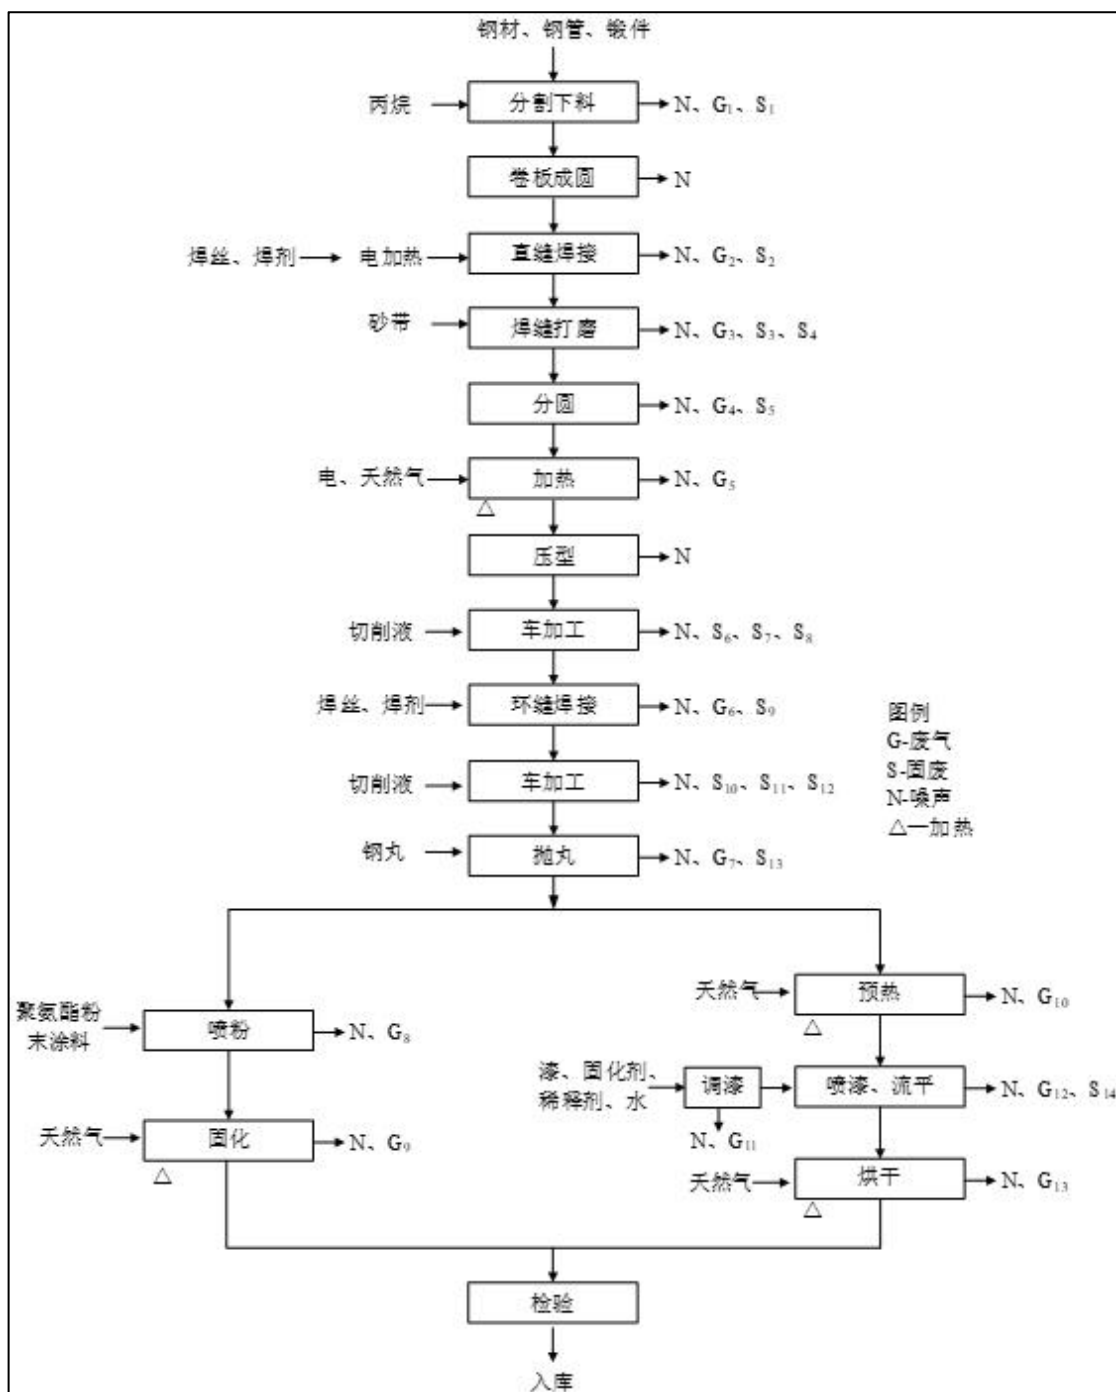 钢材、钢管、锻件
丙烷
分割下料
N、G₁、S₁
卷板成圆
N
焊丝、焊剂
电加热
直缝焊接
N、G₂、S₂
砂带
焊缝打磨
N、G₃、S₃、S₄
分圆
N、G₄、S₅
电、天然气
加热
N、G₅
△
压型
N
切削液
车加工
N、S₆、S₇、S₈
焊丝、焊剂
环缝焊接
N、G₆、S₉
图例
G-废气
S-固废
N-噪声
△—加热
切削液
车加工
N、S₁₀、S₁₁、S₁₂
钢丸
抛丸
N、G₇、S₁₃
聚氨酯粉
末涂料
喷粉
N、G₈
天然气
固化
N、G₉
△
天然气
预热
N、G₁₀
△
漆、固化剂、
稀释剂、水
调漆
N、G₁₁
喷漆、流平
N、G₁₂、S₁₄
天然气
烘干
N、G₁₃
△
检验
入库